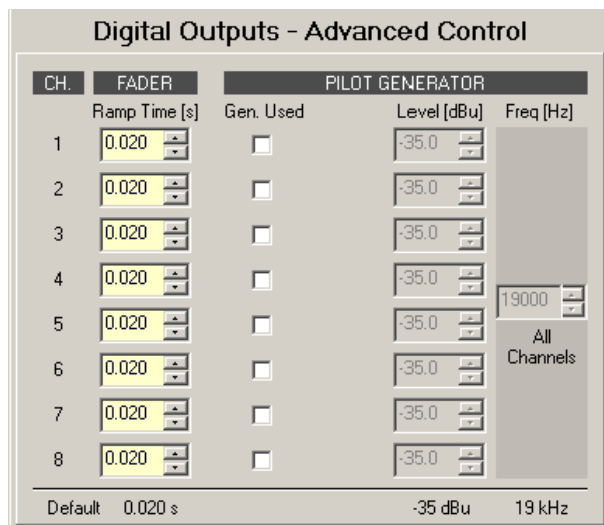 Digital Outputs - Advanced Control
CH. FADER PILOT GENERATOR
Ramp Time [s] Gen. Used Level [dBu] Freq [Hz]
1 0.020 -35.0
2 0.020 -35.0
3 0.020 -35.0
4 0.020 -35.0
19000
5 0.020 -35.0
All
Channels
6 0.020 -35.0
7 0.020 -35.0
8 0.020 -35.0
Default 0.020 s -35 dBu 19 kHz